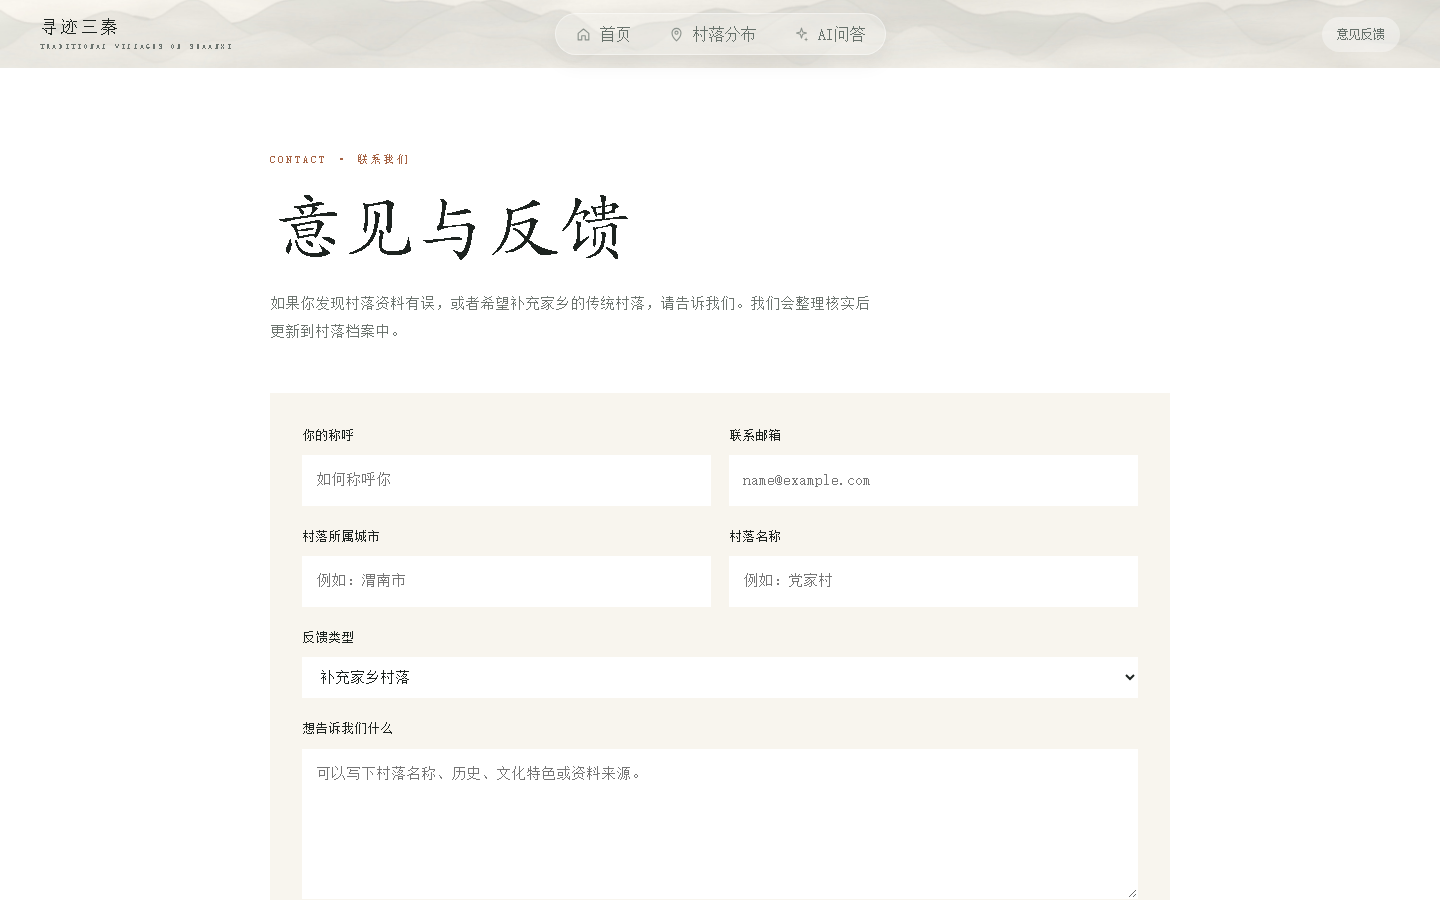 寻迹三秦
TRADITIONAL VILLAGES OF SHAANXI
首页
村落分布
AI问答
意见反馈
CONTACT · 联系我们
意见与反馈
如果你发现村落资料有误，或者希望补充家乡的传统村落，请告诉我们。我们会整理核实后
更新到村落档案中。
你的称呼
联系邮箱
如何称呼你
name@example.com
村落所属城市
村落名称
例如：渭南市
例如：党家村
反馈类型
补充家乡村落
想告诉我们什么
可以写下村落名称、历史、文化特色或资料来源。